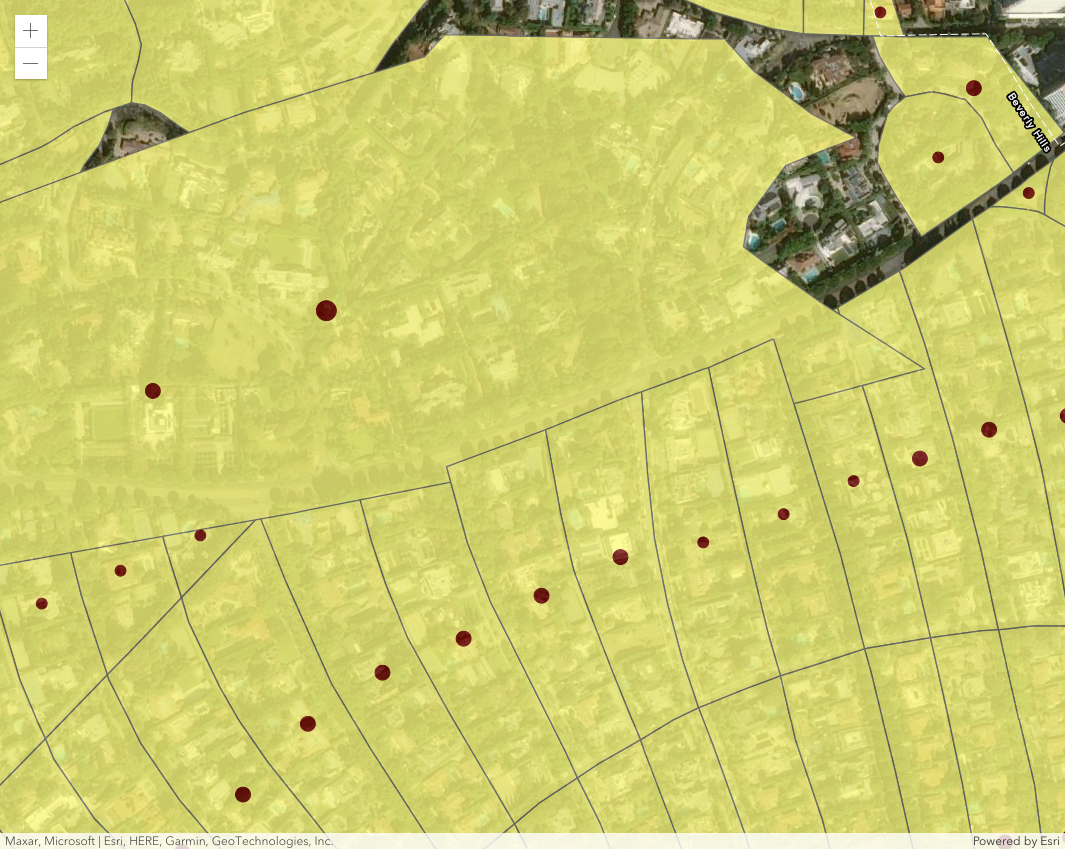 +
−
Beverly Hills
Maxar, Microsoft | Esri, HERE, Garmin, GeoTechnologies, Inc.
Powered by Esri